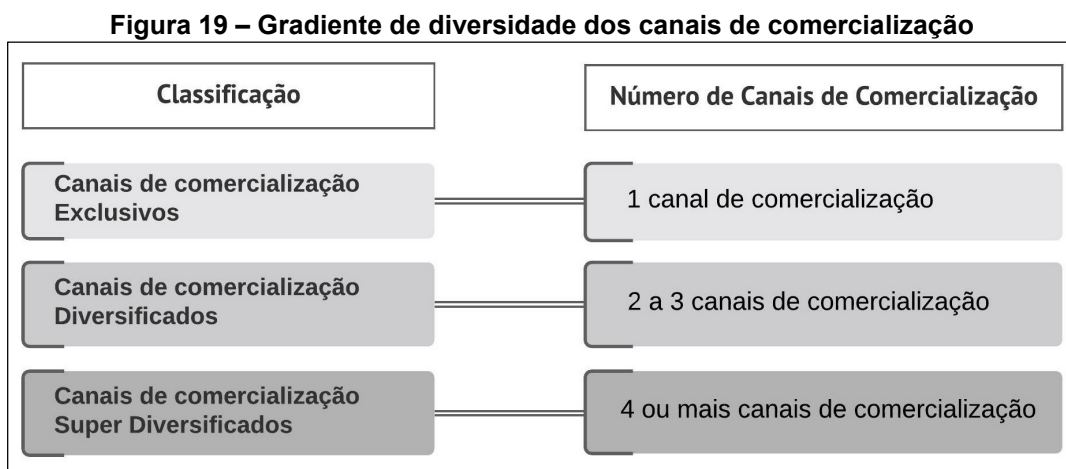 Figura 19 – Gradiente de diversidade dos canais de comercialização
Classificação
Número de Canais de Comercialização
Canais de comercialização
Exclusivos
1 canal de comercialização
Canais de comercialização
Diversificados
2 a 3 canais de comercialização
Canais de comercialização
Super Diversificados
4 ou mais canais de comercialização